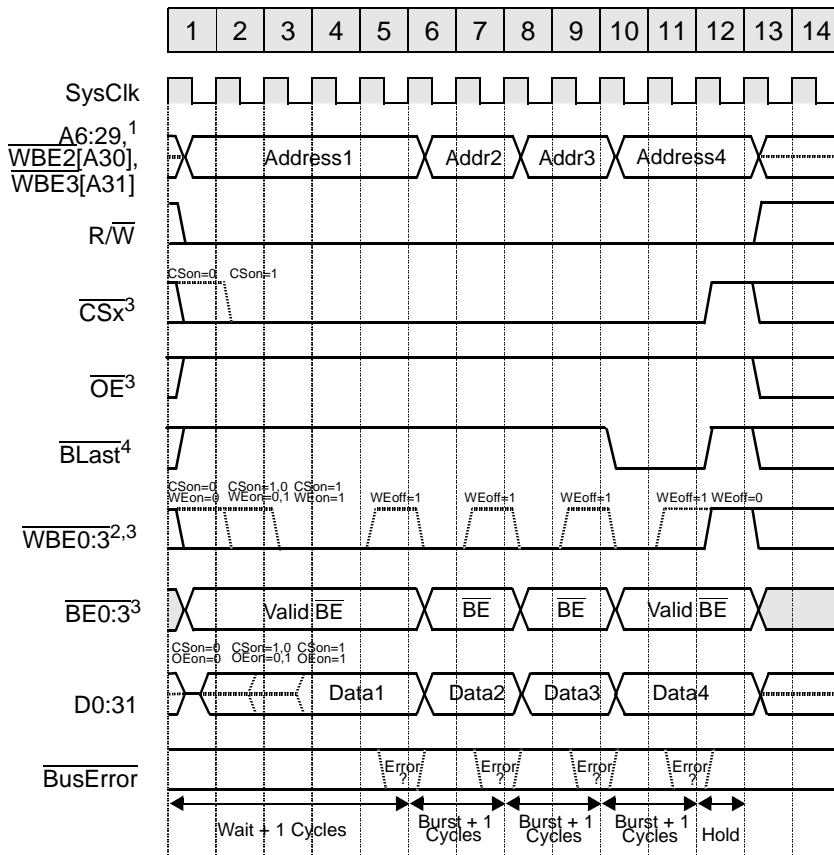 1 2 3 4 5 6 7 8 9 10 11 12 13 14
SysClk
A6:29,1
WBE2[A30],
WBE3[A31]
Address1 Addr2 Addr3 Address4
R/W
CSon=0 CSon=1
CSx3
OE3
BLast4
CSon=0 CSon=1,0 CSon=1
WEon=0 WEon=0,1 WEon=1
WEoff=1 WEoff=1 WEoff=1 WEoff=1 WEoff=0
WBE0:32,3
BE0:33
Valid BE BE BE Valid BE
CSon=0 CSon=1,0 CSon=1
OEon=0 OEon=0,1 OEon=1
D0:31
Data1 Data2 Data3 Data4
BusError
Error Error Error Error
? ? ? ?
Wait + 1 Cycles
Burst + 1 Burst + 1 Burst + 1 Hold
Cycles Cycles Cycles